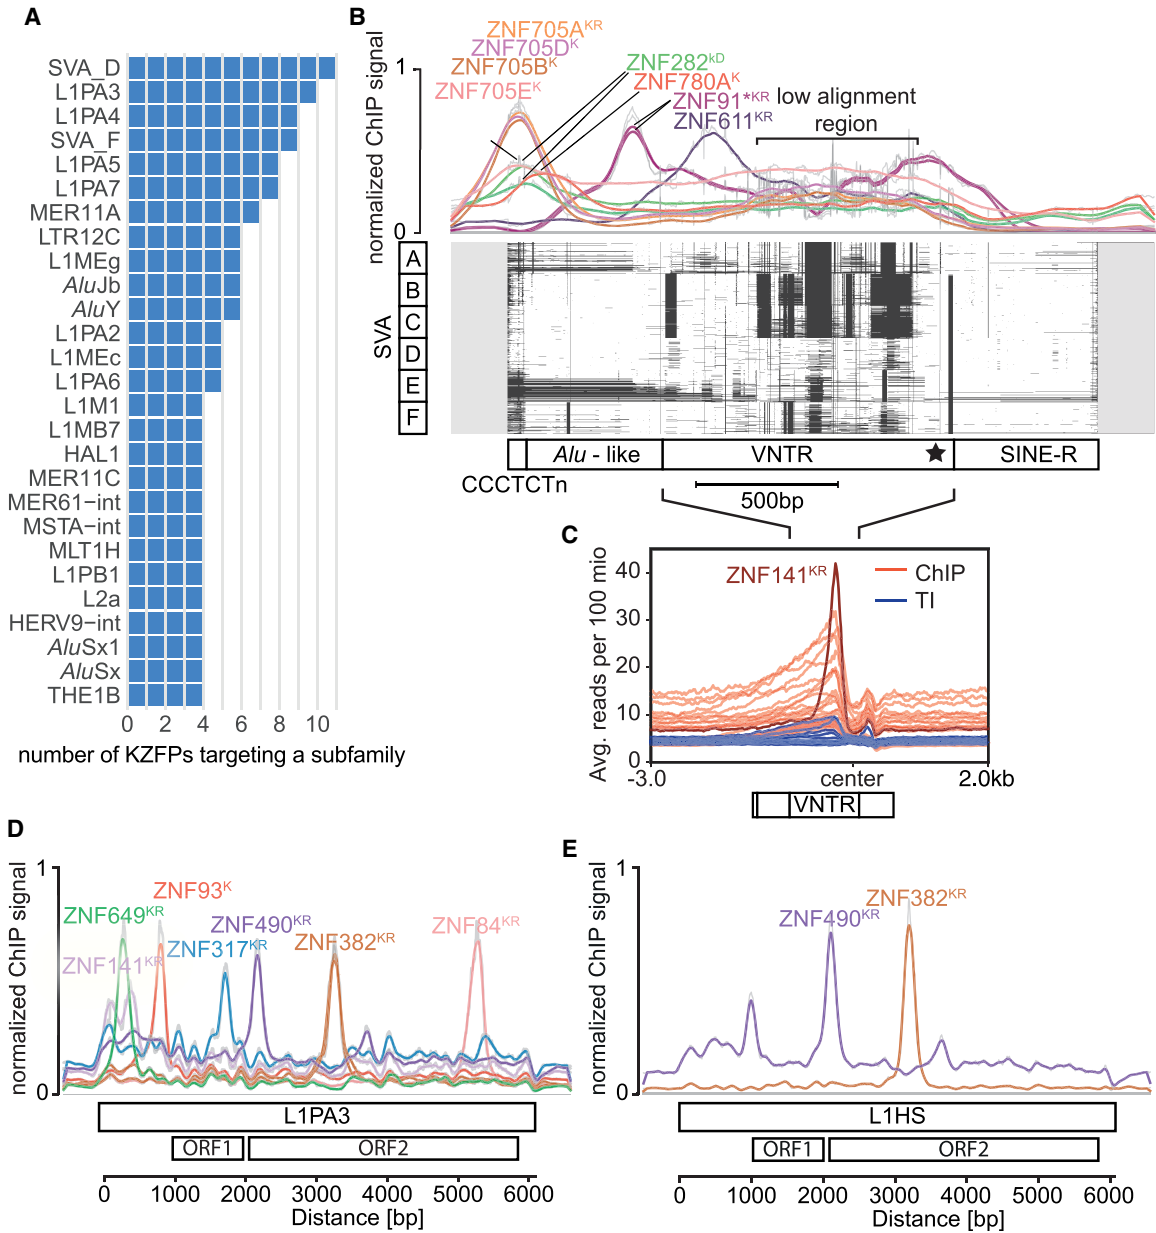 A
SVA_D
L1PA3
L1PA4
SVA_F
L1PA5
L1PA7
MER11A
LTR12C
L1MEg
AluJb
AluY
L1PA2
L1MEc
L1PA6
L1M1
L1MB7
HAL1
MER11C
MER61−int
MSTA−int
MLT1H
L1PB1
L2a
HERV9−int
AluSx1
AluSx
THE1B
0 2 4 6 8 10
number of KZFPs targeting a subfamily
B
normalized ChIP signal
1
0
ZNF705A^KR
ZNF705D^K
ZNF705B^K
ZNF705E^K
ZNF282^kD
ZNF780A^K
ZNF91*^KR
ZNF611^KR
low alignment
region
SVA
A
B
C
D
E
F
Alu - like
VNTR
★
SINE-R
CCCTCTn
500bp
C
Avg. reads per 100 mio
40
30
20
10
0
ZNF141^KR
ChIP
TI
-3.0 center 2.0kb
VNTR
D
normalized ChIP signal
1
0
ZNF93^K
ZNF649^KR
ZNF490^KR
ZNF84^KR
ZNF317^KR
ZNF382^KR
ZNF141^KR
L1PA3
ORF1 ORF2
0 1000 2000 3000 4000 5000 6000
Distance [bp]
E
normalized ChIP signal
1
0
ZNF382^KR
ZNF490^KR
L1HS
ORF1 ORF2
0 1000 2000 3000 4000 5000 6000
Distance [bp]